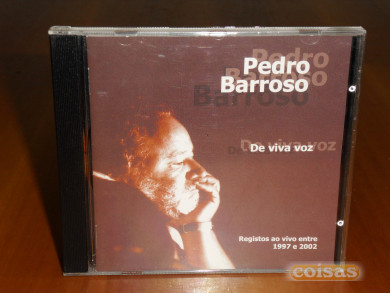 Pedro
Barroso
De viva voz
Registos ao vivo entre
1997 e 2002
coisas